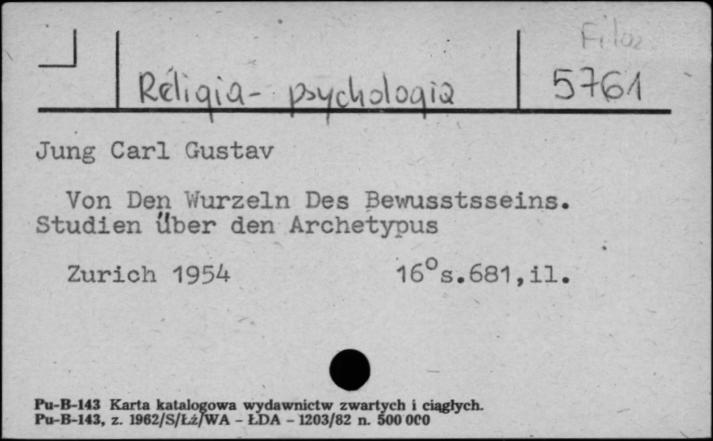 Filoz
Religia - psychologia
5761
Jung Carl Gustav
Von Den Wurzeln Des Bewusstsseins.
Studien Über den Archetypus
Zurich 1954 16° s.681,il.
Pu-B-143 Karta katalogowa wydawnictw zwartych i ciągłych.
Pu-B-143, z. 1962/S/Łż/WA - ŁDA - 1203/82 n. 500 000